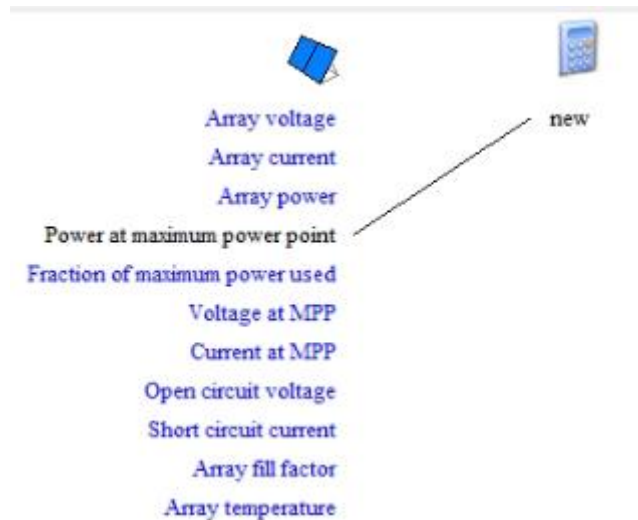 Array voltage
new
Array current
Array power
Power at maximum power point
Fraction of maximum power used
Voltage at MPP
Current at MPP
Open circuit voltage
Short circuit current
Array fill factor
Array temperature